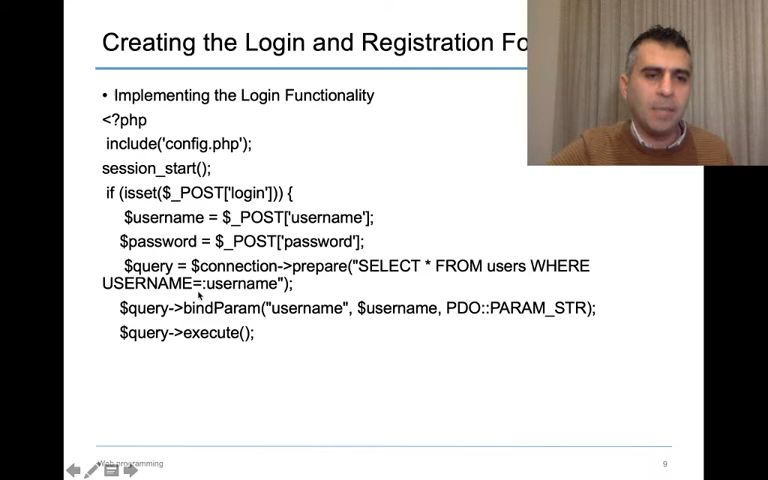 Creating the Login and Registration Fo
• Implementing the Login Functionality
<?php
include('config.php');
session_start();
if (isset($_POST['login'])) {
$username = $_POST['username'];
$password = $_POST['password'];
$query = $connection->prepare("SELECT * FROM users WHERE
USERNAME=:username");
$query->bindParam("username", $username, PDO::PARAM_STR);
$query->execute();
Web programming
9